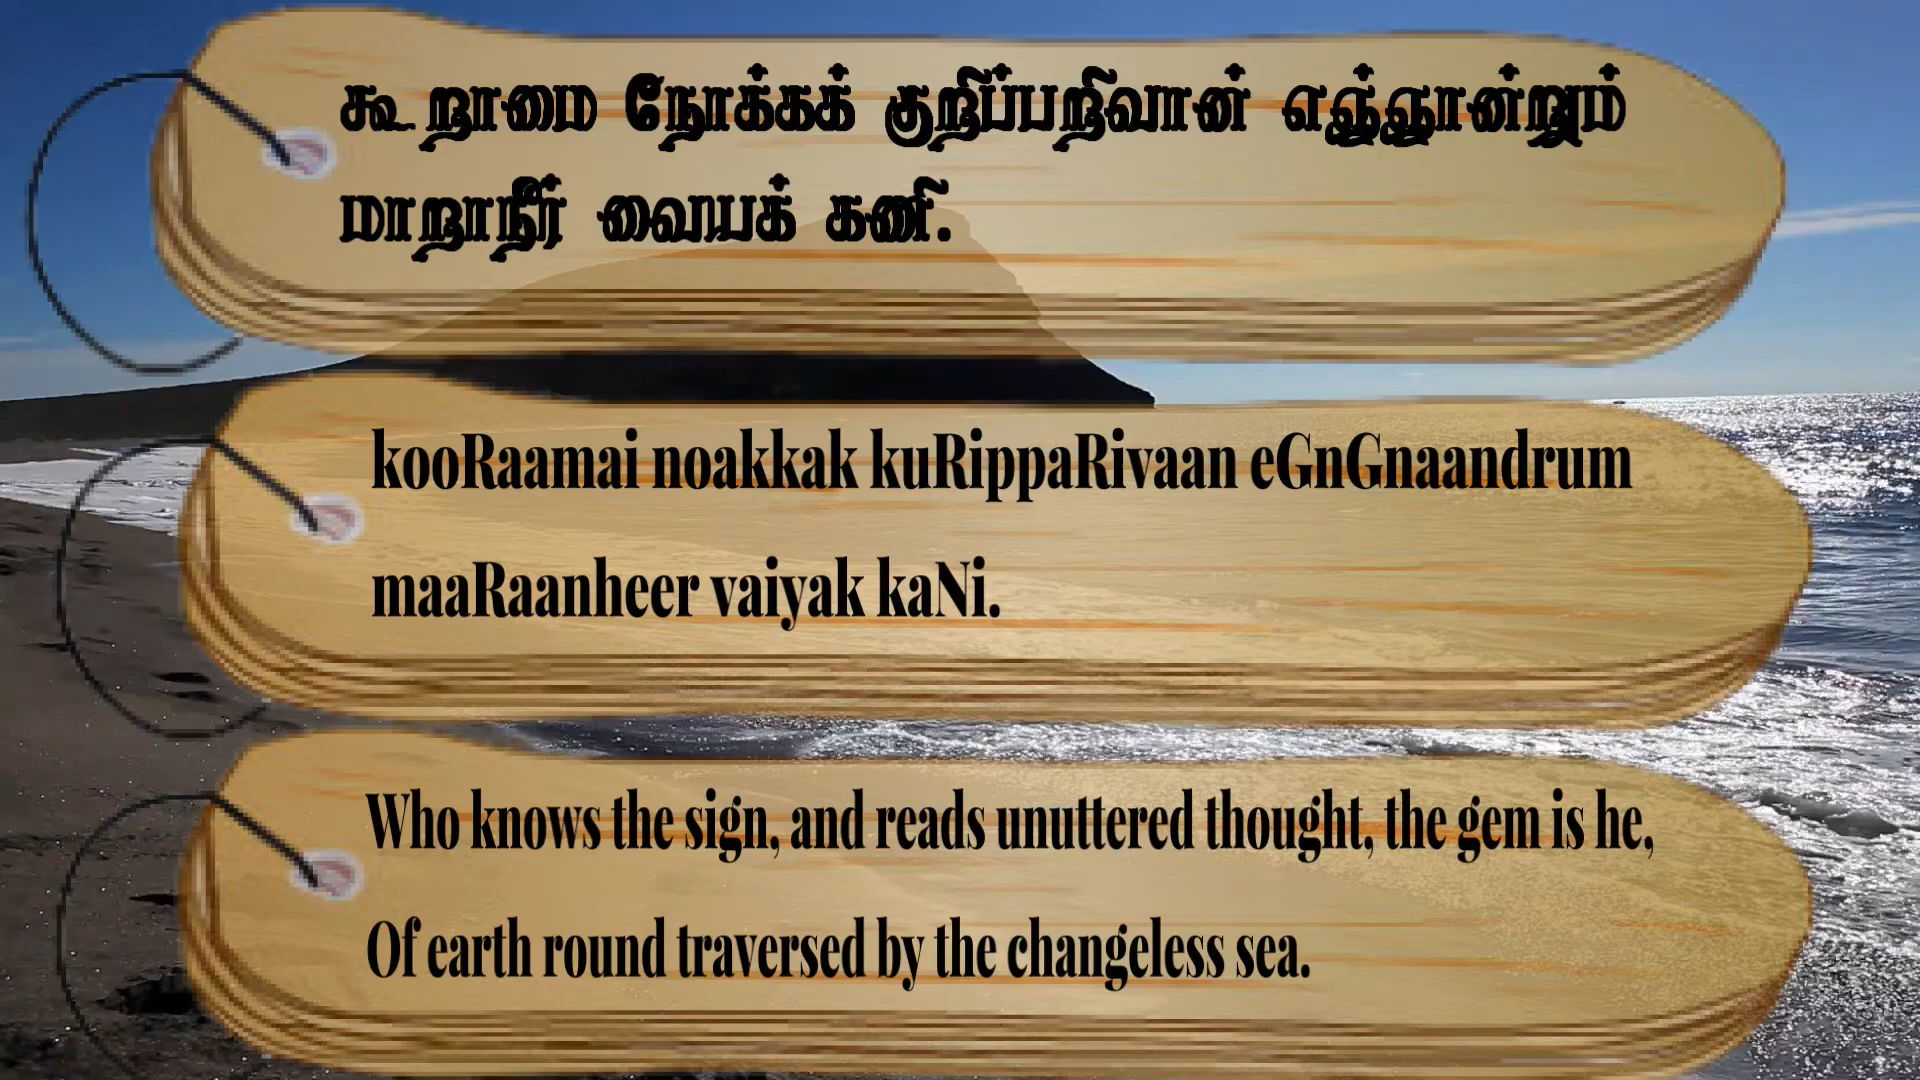 கூறாமை நோக்கக் குறிப்பறிவான் எஞ்ஞான்றும்
மாறாநீர் வையக் கணி.
kooRaamai noakkak kuRippaRivaan eGnGnaandrum
maaRaanheer vaiyak kaNi.
Who knows the sign, and reads unuttered thought, the gem is he,
Of earth round traversed by the changeless sea.